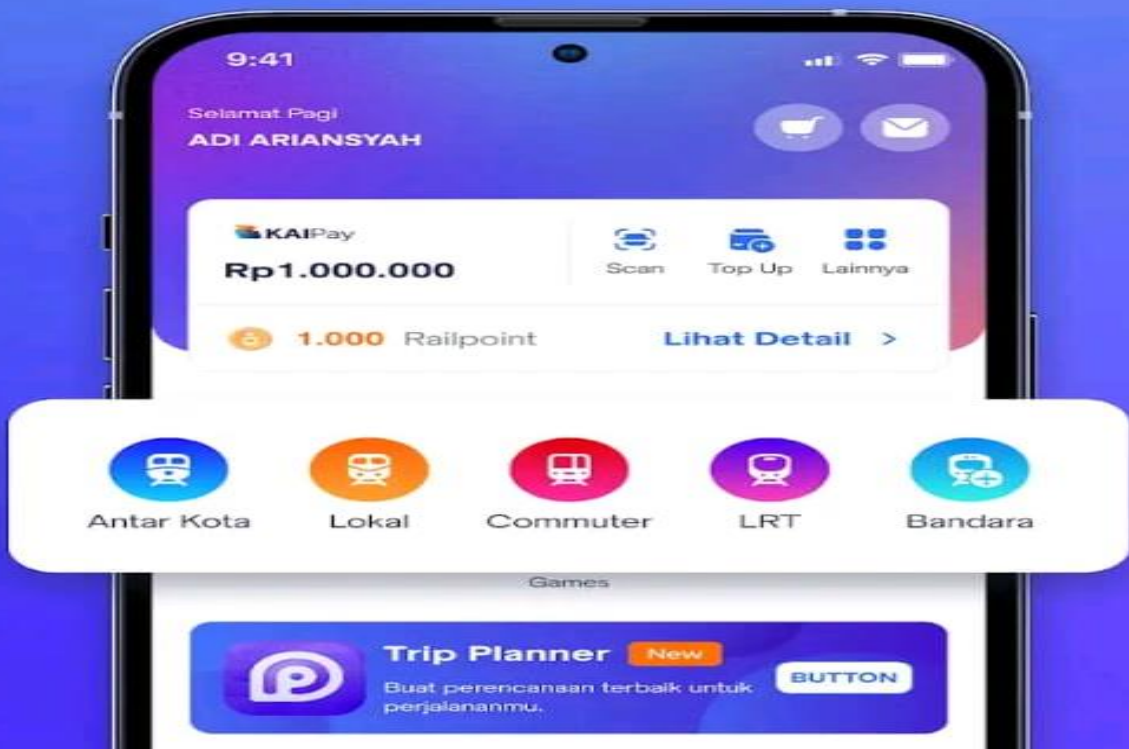 9:41
Selamat Pagi
ADI ARIANSYAH
KAIPay
Rp1.000.000
Scan
Top Up
Lainnya
1.000 Railpoint
Lihat Detail >
Antar Kota
Lokal
Commuter
LRT
Bandara
Games
Trip Planner
New
Buat perencanaan terbaik untuk
perjalananmu.
BUTTON